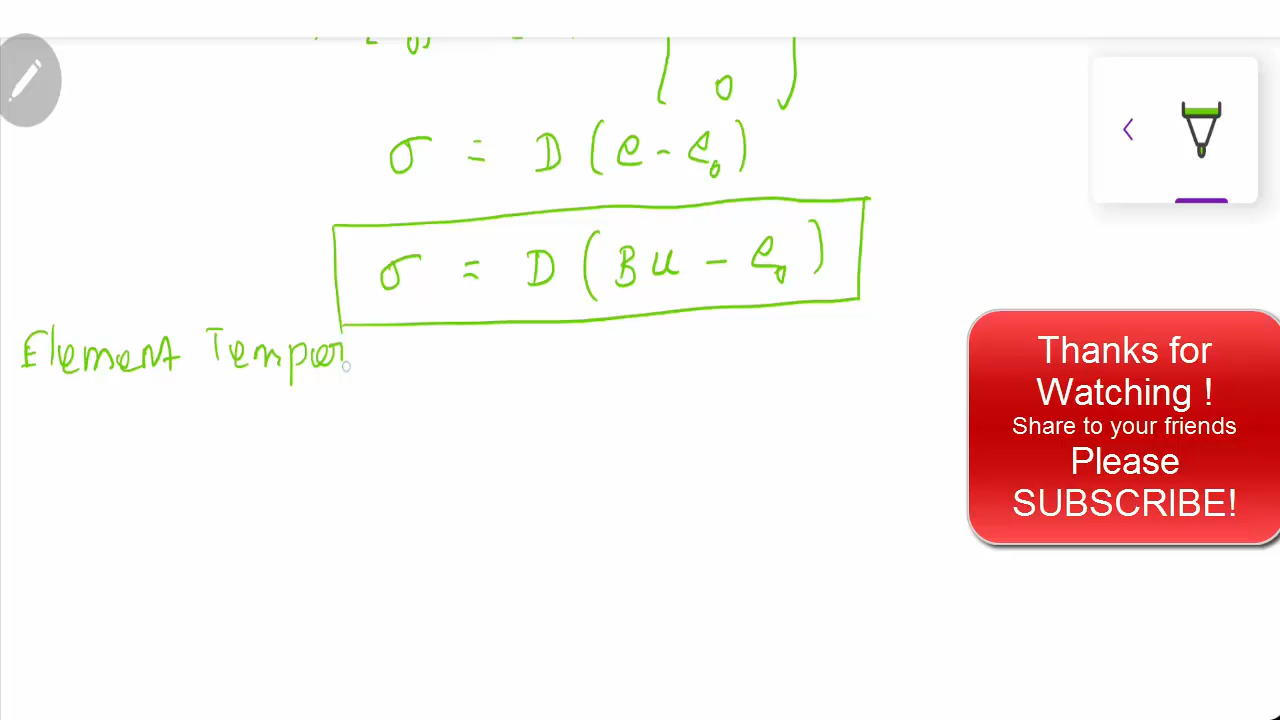 0
σ = D (e - e₀)
σ = D (Bu - e₀)
Element Temper
Thanks for
Watching !
Share to your friends
Please
SUBSCRIBE!